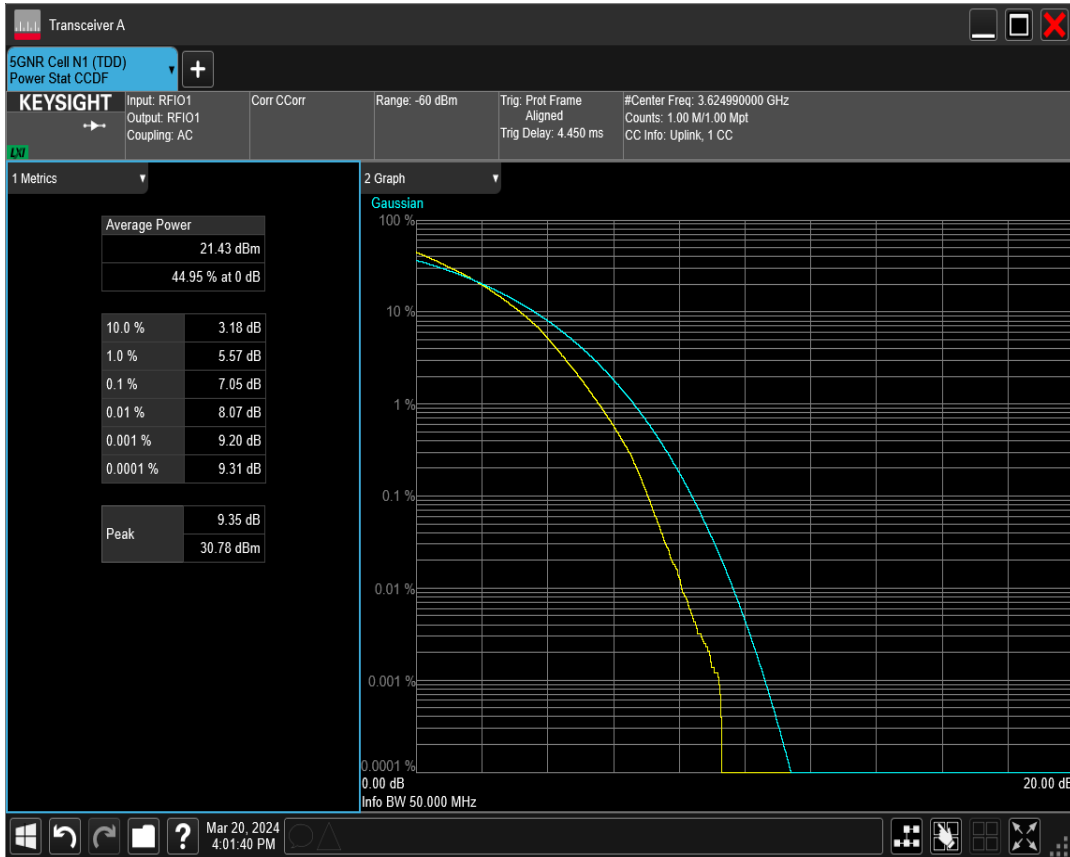 Transceiver A
5GNR Cell N1 (TDD)
Power Stat CCDF
+
KEYSIGHT
LXI
Input: RFIO1
Output: RFIO1
Coupling: AC
Corr CCorr
Range: -60 dBm
Trig: Prot Frame
Aligned
Trig Delay: 4.450 ms
#Center Freq: 3.624990000 GHz
Counts: 1.00 M/1.00 Mpt
CC Info: Uplink, 1 CC
1 Metrics
Average Power
21.43 dBm
44.95 % at 0 dB
10.0 % 3.18 dB
1.0 % 5.57 dB
0.1 % 7.05 dB
0.01 % 8.07 dB
0.001 % 9.20 dB
0.0001 % 9.31 dB
Peak 9.35 dB
30.78 dBm
2 Graph
Gaussian
100 %
10 %
1 %
0.1 %
0.01 %
0.001 %
0.0001 %
0.00 dB 20.00 dB
Info BW 50.000 MHz
?
Mar 20, 2024
4:01:40 PM